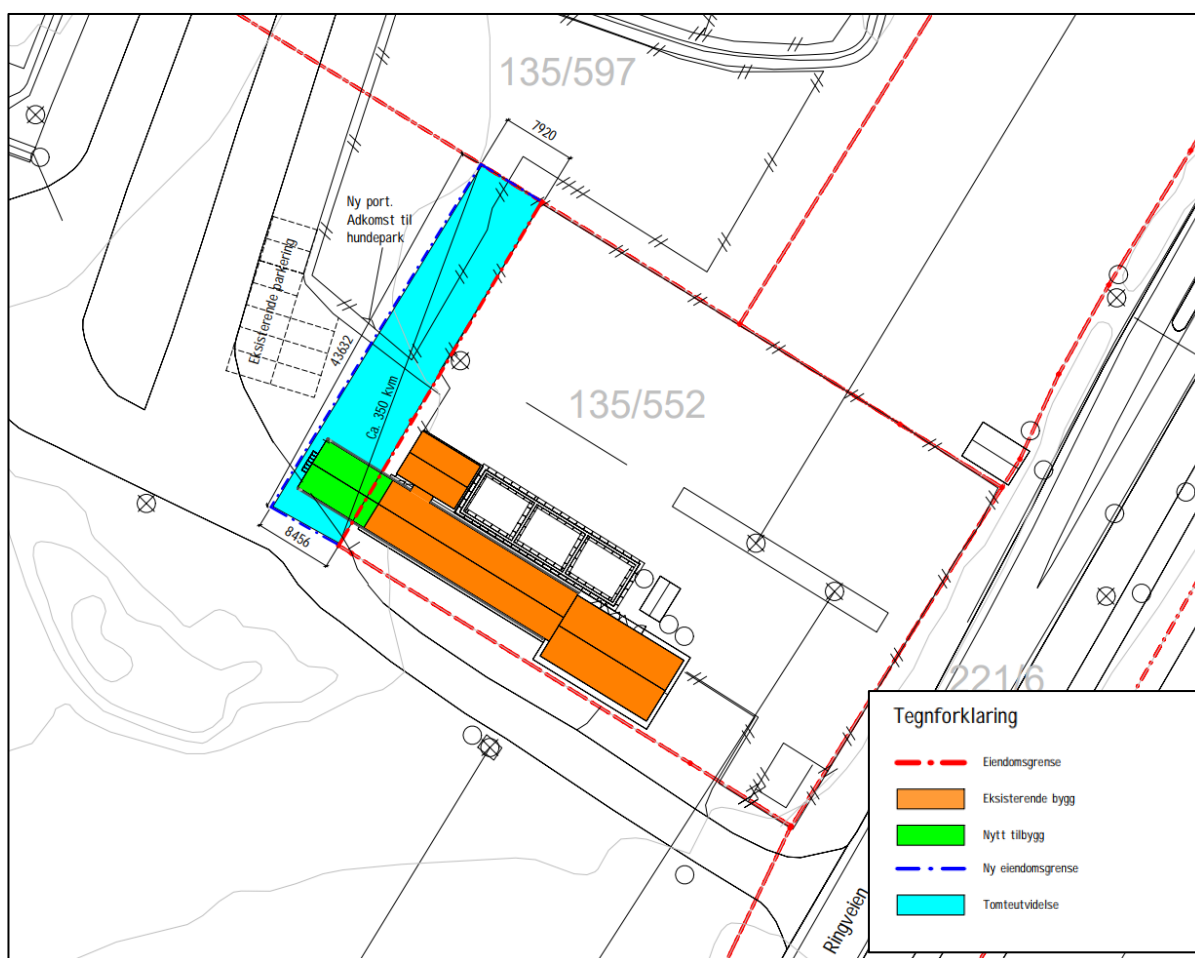 135/597
7920
Ny port.
Adkomst til
hundepark
Eksisterende parkering
43632
Ca. 350 kvm
135/552
8456
221/6
Ringveien
Tegnforklaring
Eiendomsgrense
Eksisterende bygg
Nytt tilbygg
Ny eiendomsgrense
Tomteutvidelse